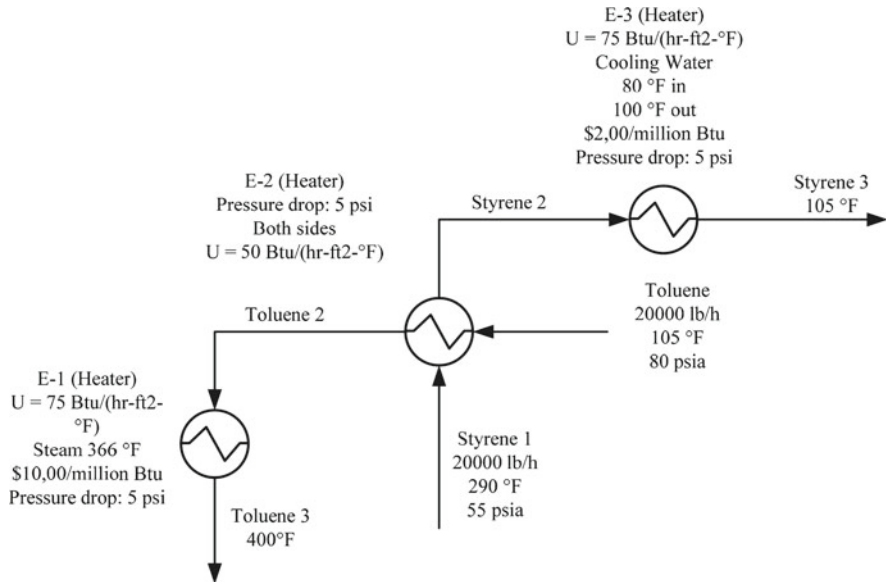 E-3 (Heater)
U = 75 Btu/(hr-ft2-°F)
Cooling Water
80 °F in
100 °F out
$2,00/million Btu
Pressure drop: 5 psi
E-2 (Heater)
Pressure drop: 5 psi
Both sides
U = 50 Btu/(hr-ft2-°F)
Styrene 2
Styrene 3
105 °F
Toluene 2
Toluene
20000 lb/h
105 °F
80 psia
E-1 (Heater)
U = 75 Btu/(hr-ft2-
°F)
Steam 366 °F
$10,00/million Btu
Pressure drop: 5 psi
Styrene 1
20000 lb/h
290 °F
55 psia
Toluene 3
400°F